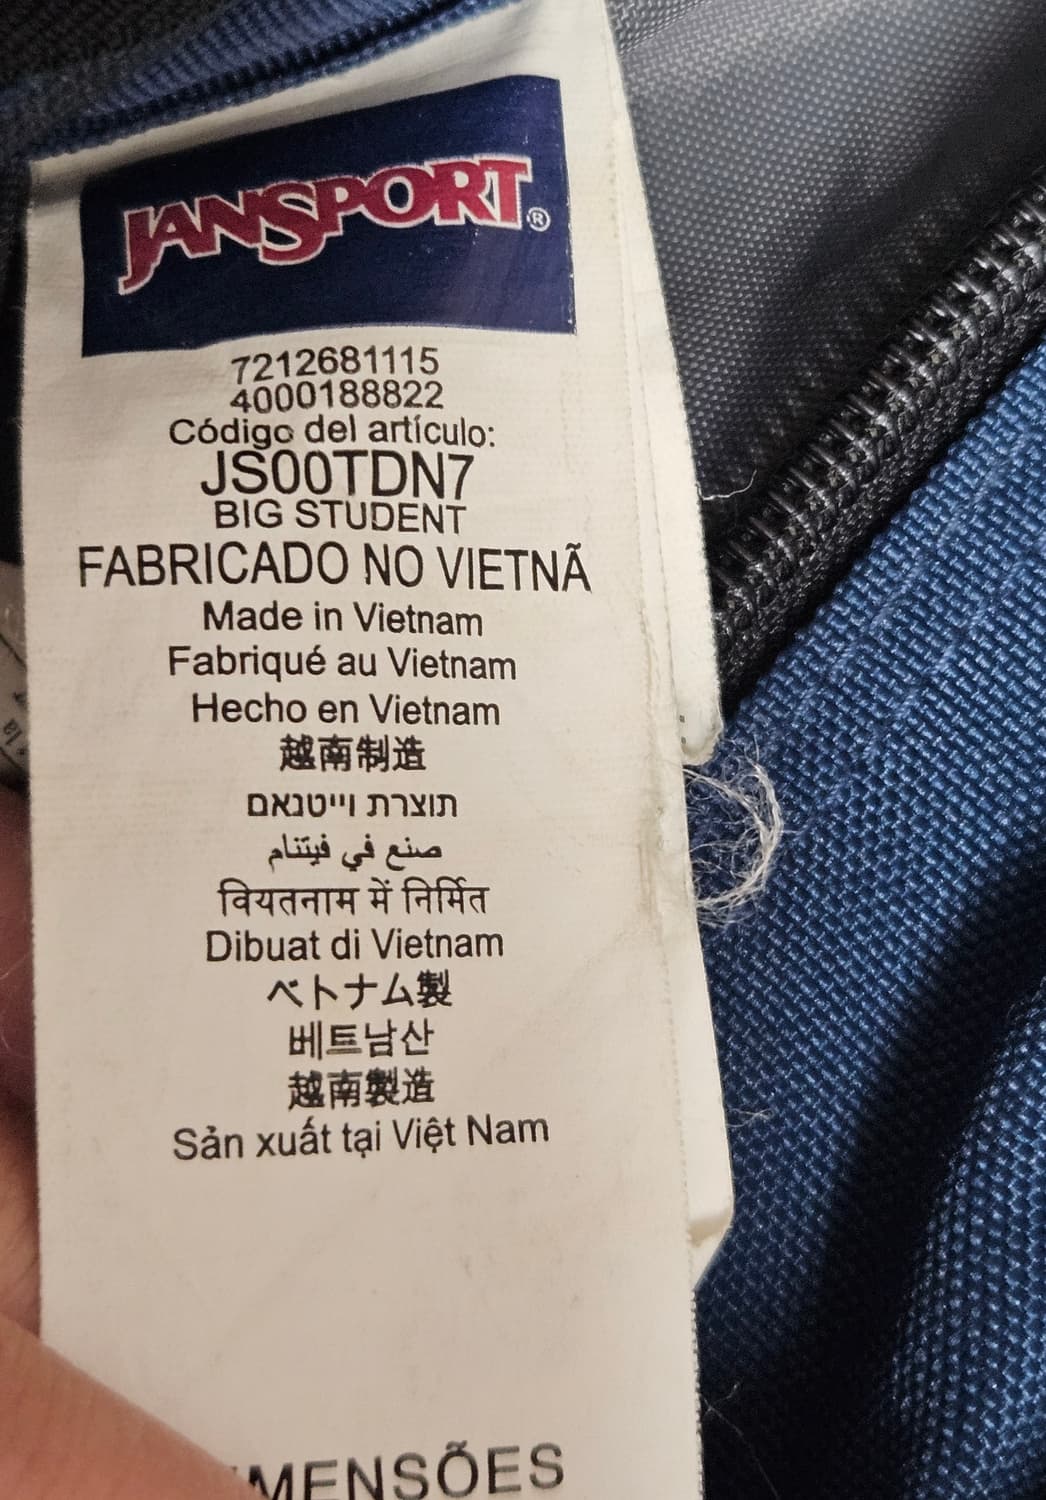 JANSPORT®
7212681115
4000188822
Código del artículo:
JS00TDN7
BIG STUDENT
FABRICADO NO VIETNÃ
Made in Vietnam
Fabriqué au Vietnam
Hecho en Vietnam
越南制造
תוצרת וייטנאם
صنع في فيتنام
वियतनाम में निर्मित
Dibuat di Vietnam
ベトナム製
베트남산
越南製造
Sản xuất tại Việt Nam
IMENSÕES